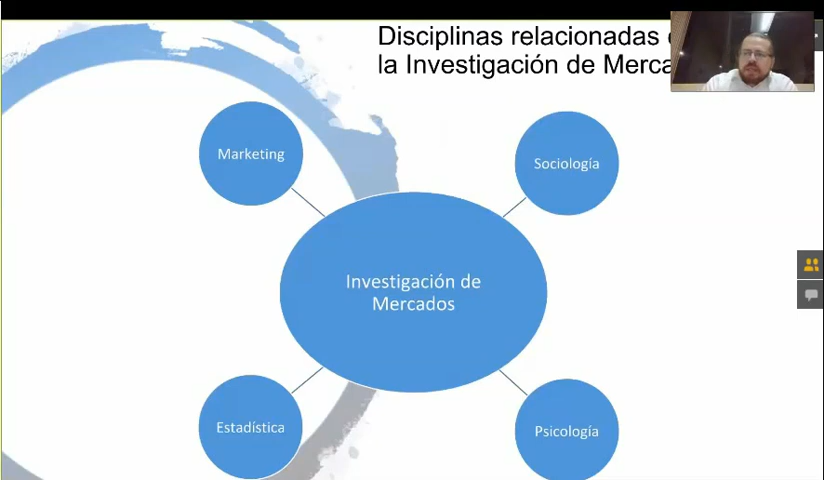 Disciplinas relacionadas
la Investigación de Merca
Marketing
Sociología
Investigación de
Mercados
Estadística
Psicología